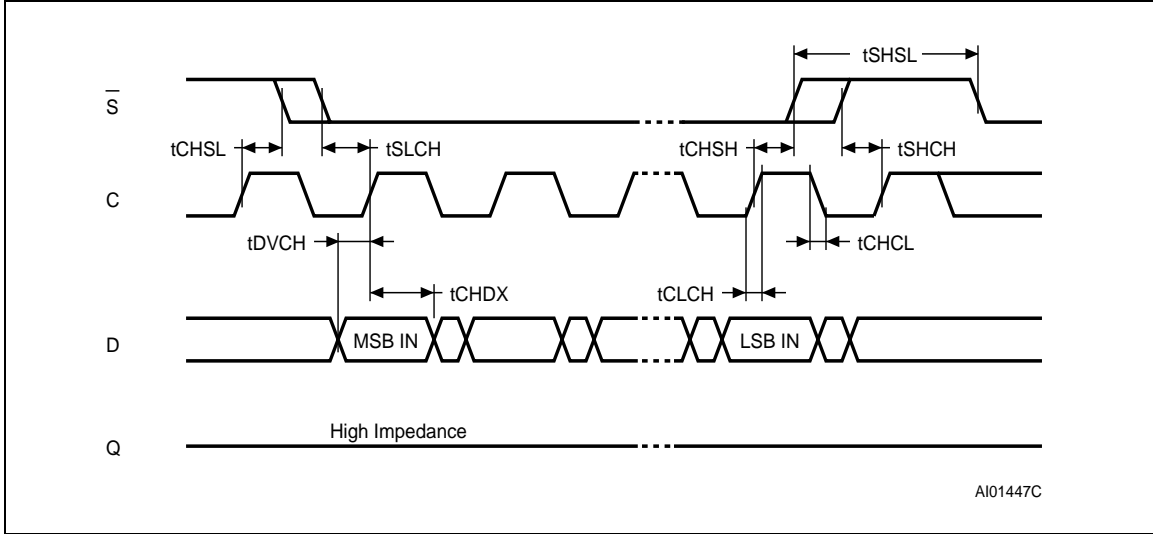 tSHSL
S̅
tCHSL
tSLCH
tCHSH
tSHCH
C
tDVCH
tCHCL
tCHDX
tCLCH
D
MSB IN
LSB IN
High Impedance
Q
AI01447C